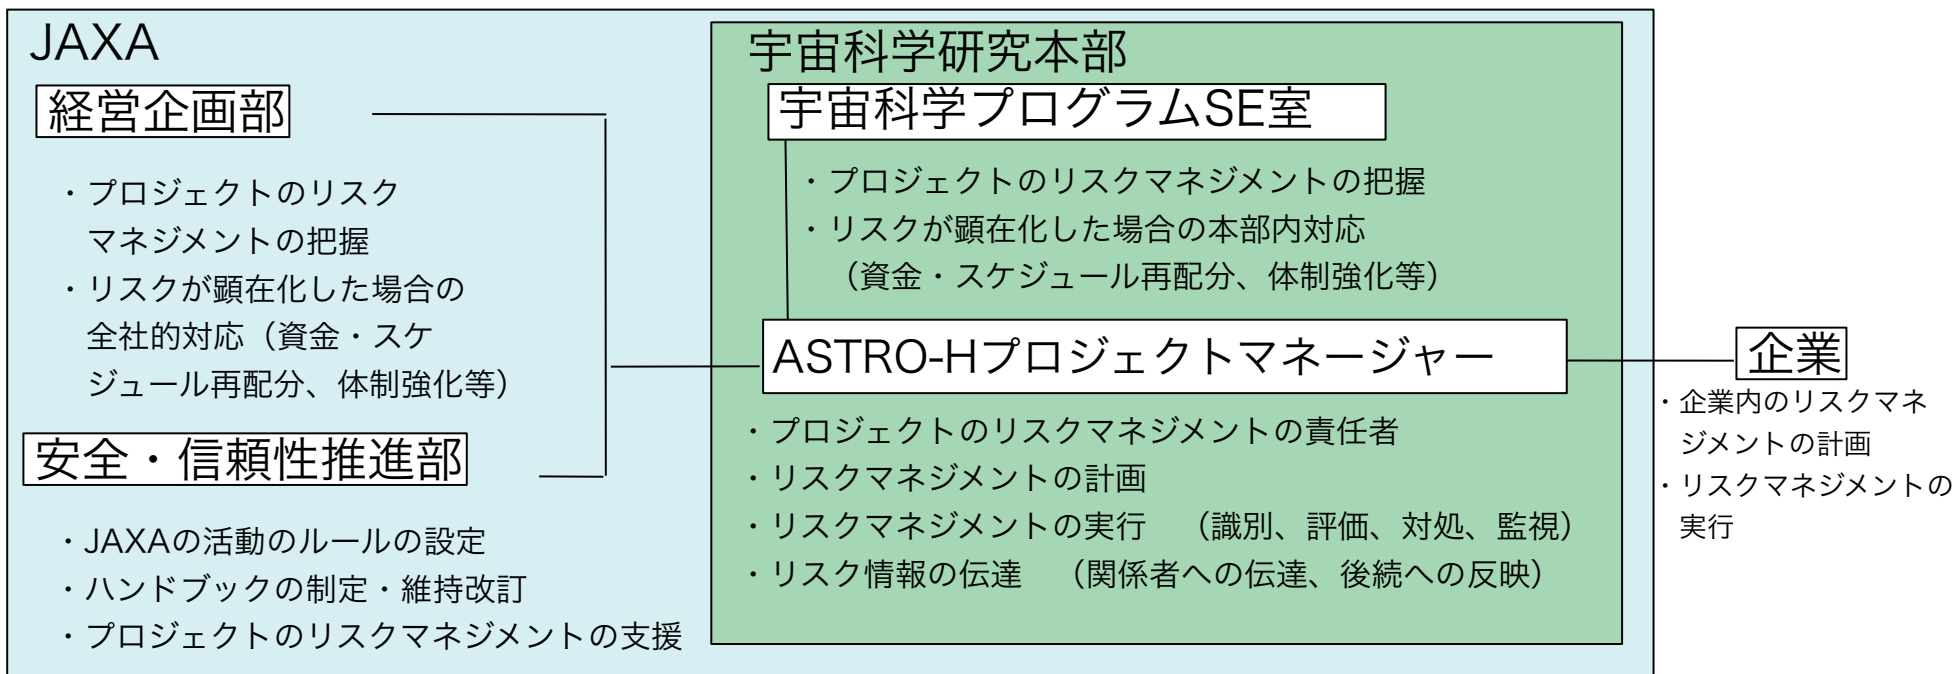 JAXA
経営企画部
・プロジェクトのリスク
マネジメントの把握
・リスクが顕在化した場合の
全社的対応（資金・スケ
ジュール再配分、体制強化等）
安全・信頼性推進部
・JAXAの活動のルールの設定
・ハンドブックの制定・維持改訂
・プロジェクトのリスクマネジメントの支援
宇宙科学研究本部
宇宙科学プログラムSE室
・プロジェクトのリスクマネジメントの把握
・リスクが顕在化した場合の本部内対応
（資金・スケジュール再配分、体制強化等）
ASTRO-Hプロジェクトマネージャー
・プロジェクトのリスクマネジメントの責任者
・リスクマネジメントの計画
・リスクマネジメントの実行　（識別、評価、対処、監視）
・リスク情報の伝達　（関係者への伝達、後続への反映）
企業
・企業内のリスクマネ
ジメントの計画
・リスクマネジメントの
実行